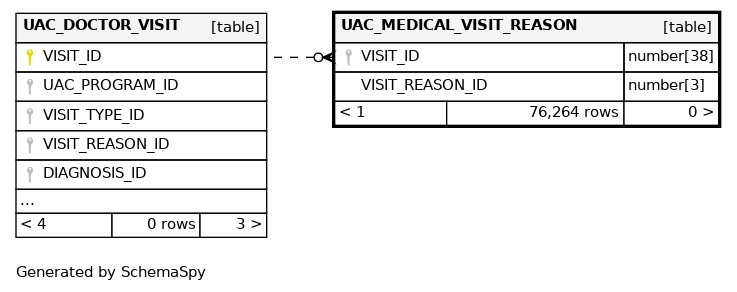 UAC_DOCTOR_VISIT [table]
VISIT_ID
UAC_PROGRAM_ID
VISIT_TYPE_ID
VISIT_REASON_ID
DIAGNOSIS_ID
...
< 4 0 rows 3 >
UAC_MEDICAL_VISIT_REASON [table]
VISIT_ID number[38]
VISIT_REASON_ID number[3]
< 1 76,264 rows 0 >
Generated by SchemaSpy